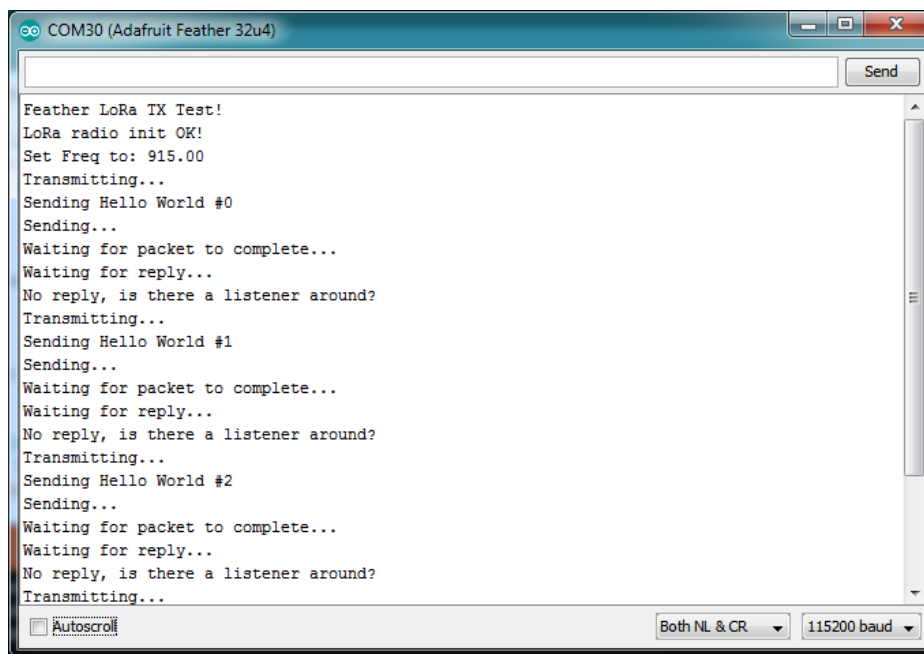 COM30 (Adafruit Feather 32u4)
Send
Feather LoRa TX Test!
LoRa radio init OK!
Set Freq to: 915.00
Transmitting...
Sending Hello World #0
Sending...
Waiting for packet to complete...
Waiting for reply...
No reply, is there a listener around?
Transmitting...
Sending Hello World #1
Sending...
Waiting for packet to complete...
Waiting for reply...
No reply, is there a listener around?
Transmitting...
Sending Hello World #2
Sending...
Waiting for packet to complete...
Waiting for reply...
No reply, is there a listener around?
Transmitting...
Autoscroll Both NL & CR 115200 baud